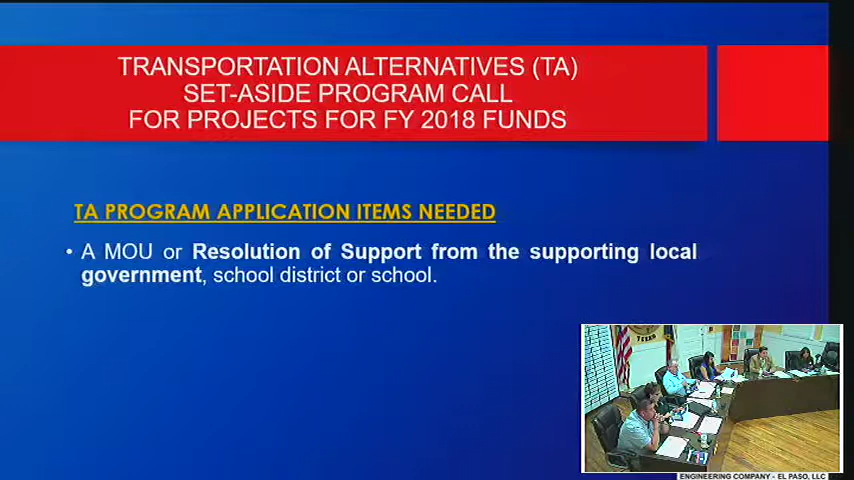 TRANSPORTATION ALTERNATIVES (TA)
SET-ASIDE PROGRAM CALL
FOR PROJECTS FOR FY 2018 FUNDS
TA PROGRAM APPLICATION ITEMS NEEDED
• A MOU or Resolution of Support from the supporting local
government, school district or school.
TEXAS
ENGINEERING COMPANY - EL PASO, LLC